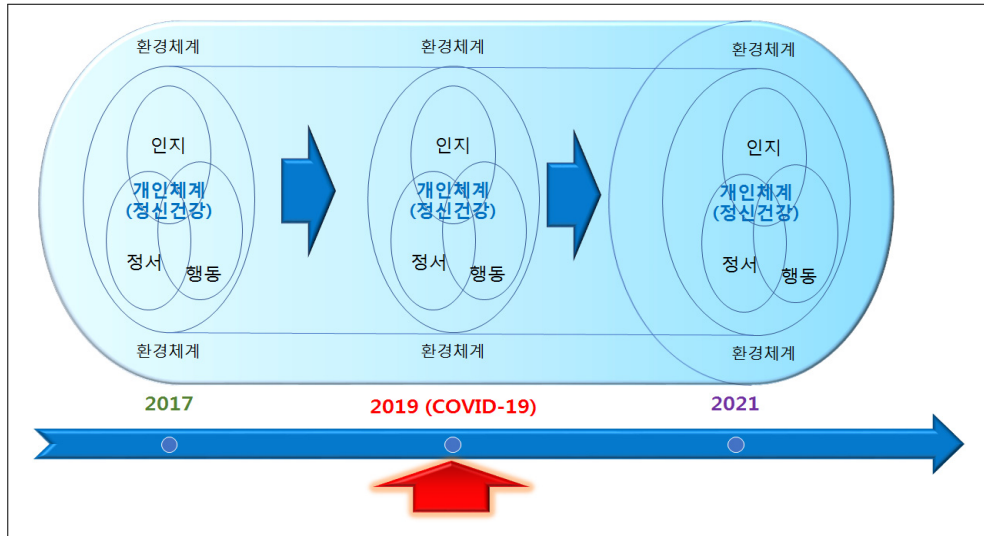 환경체계
환경체계
환경체계
인지
인지
인지
개인체계
(정신건강)
개인체계
(정신건강)
개인체계
(정신건강)
정서
행동
정서
행동
정서
행동
환경체계
환경체계
환경체계
2017
2019 (COVID-19)
2021